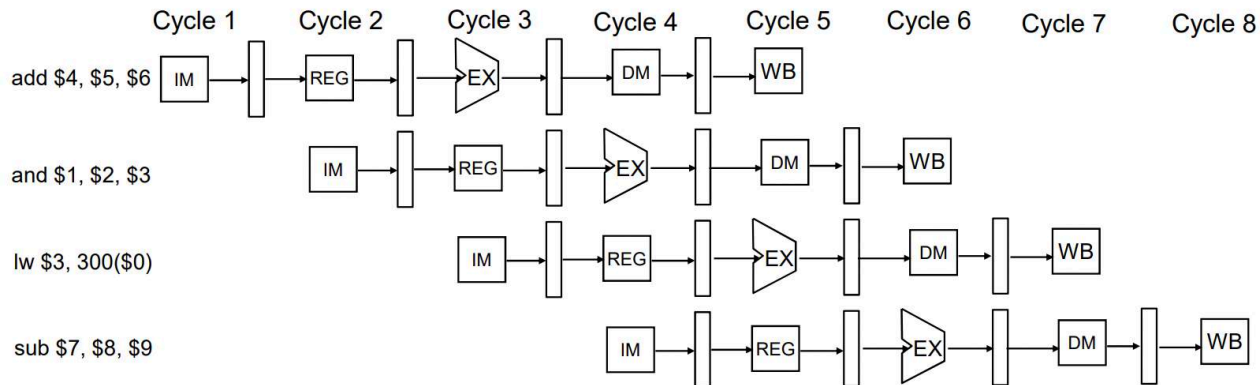 Cycle 1 Cycle 2 Cycle 3 Cycle 4 Cycle 5 Cycle 6 Cycle 7 Cycle 8
add $4, $5, $6 IM REG EX DM WB
and $1, $2, $3 IM REG EX DM WB
lw $3, 300($0) IM REG EX DM WB
sub $7, $8, $9 IM REG EX DM WB